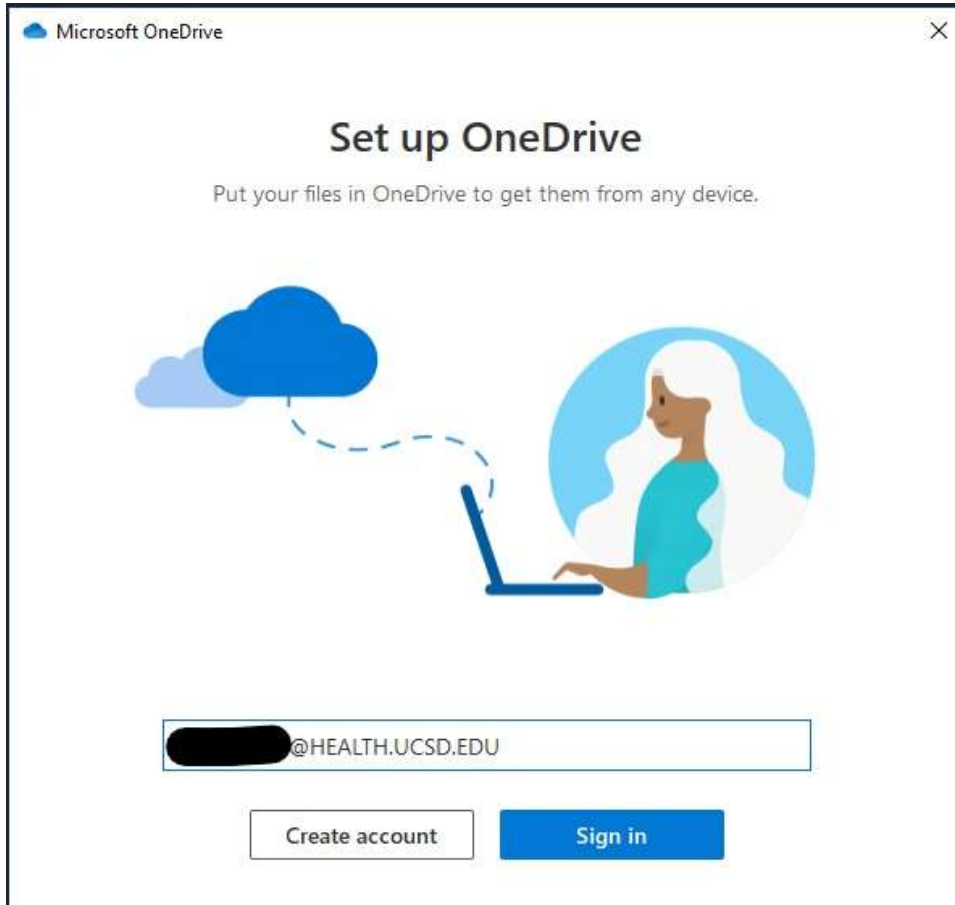 Microsoft OneDrive
Set up OneDrive
Put your files in OneDrive to get them from any device.
@HEALTH.UCSD.EDU
Create account
Sign in